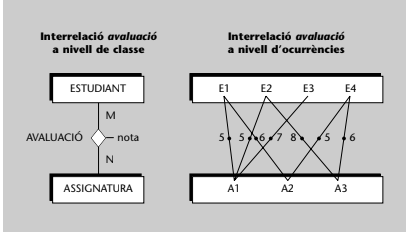 Interrelació avaluació
a nivell de classe
Interrelació avaluació
a nivell d'ocurrències
ESTUDIANT
E1 E2 E3 E4
M
AVALUACIÓ nota
5 5 6 7 8 5 6
N
ASSIGNATURA
A1 A2 A3